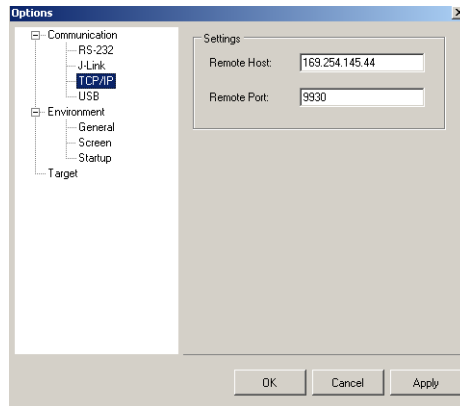 Options
Communication
RS-232
J-Link
TCP/IP
USB
Environment
General
Screen
Startup
Target
Settings
Remote Host: 169.254.145.44
Remote Port: 9930
OK Cancel Apply